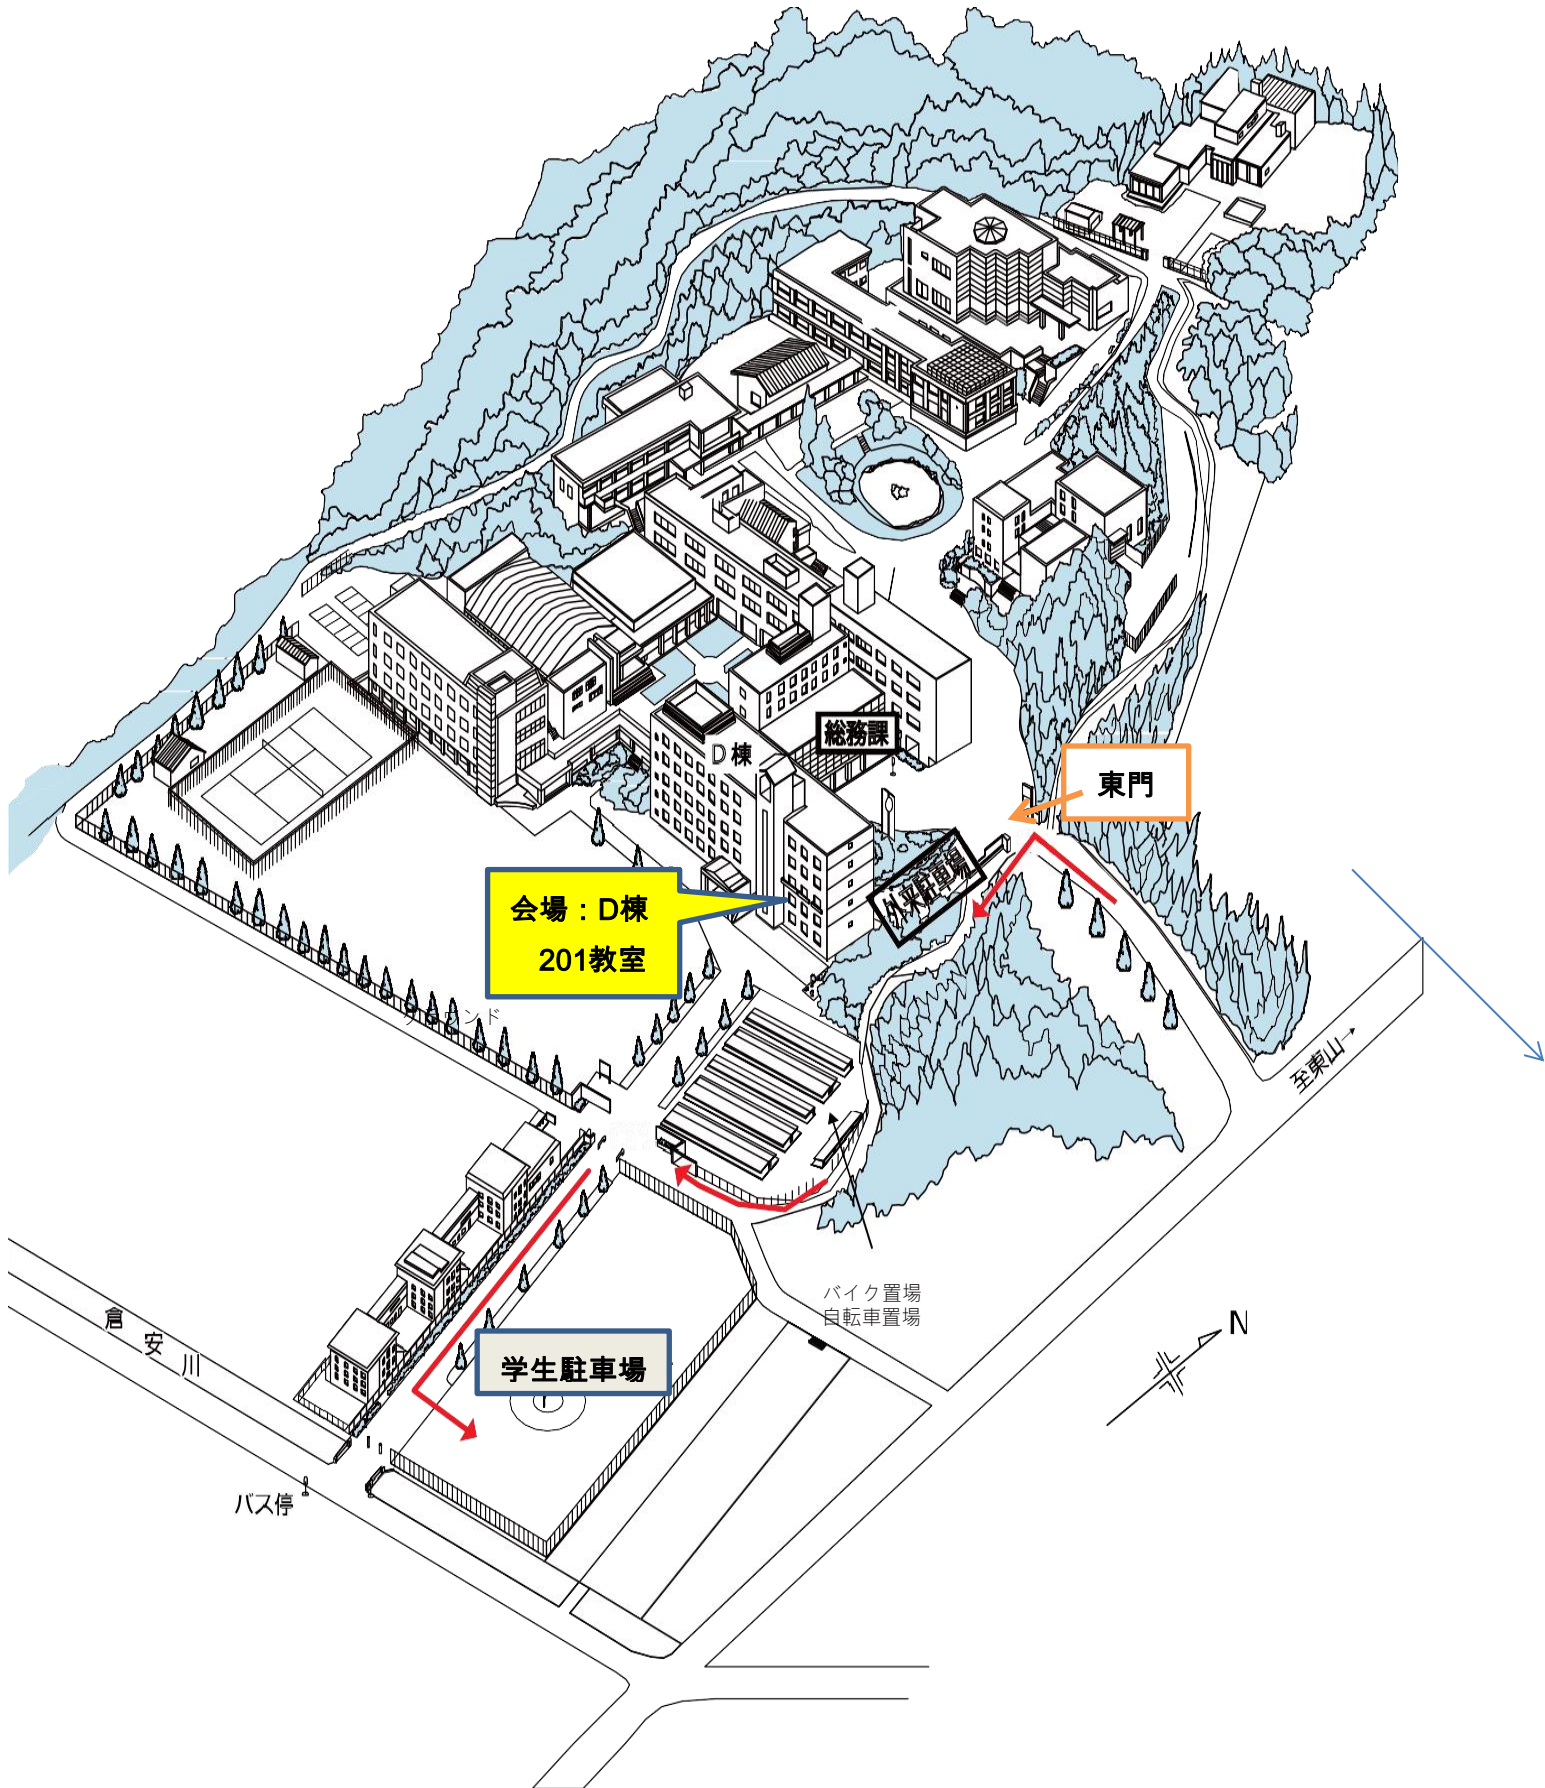 総務課
D棟
東門
外来駐車場
会場：D棟
201教室
至東山→
バイク置場
自転車置場
N
倉安川
学生駐車場
バス停